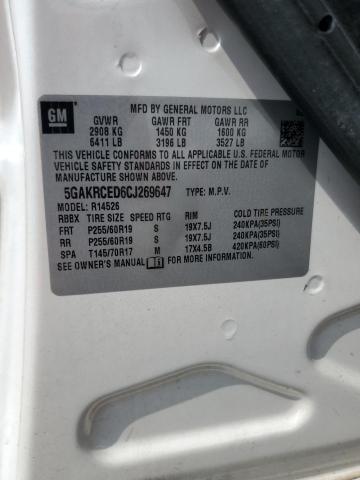 GM
MFD BY GENERAL MOTORS LLC
GVWR GAWR FRT GAWR RR
2908 KG 1450 KG 1600 KG
6411 LB 3196 LB 3527 LB
THIS VEHICLE CONFORMS TO ALL APPLICABLE U.S. FEDERAL MOTOR
VEHICLE SAFETY STANDARDS IN EFFECT ON THE DATE OF
MANUFACTURE SHOWN ABOVE.
5GAKRCED6CJ269647 TYPE: M.P.V.
MODEL: R14526
RBBX TIRE SIZE SPEED RTG RIM COLD TIRE PRESSURE
FRT P255/60R19 S 19X7.5J 240KPA(35PSI)
RR P255/60R19 S 19X7.5J 240KPA(35PSI)
SPA T145/70R17 M 17X4.5B 420KPA(60PSI)
SEE OWNER'S MANUAL FOR MORE INFORMATION.